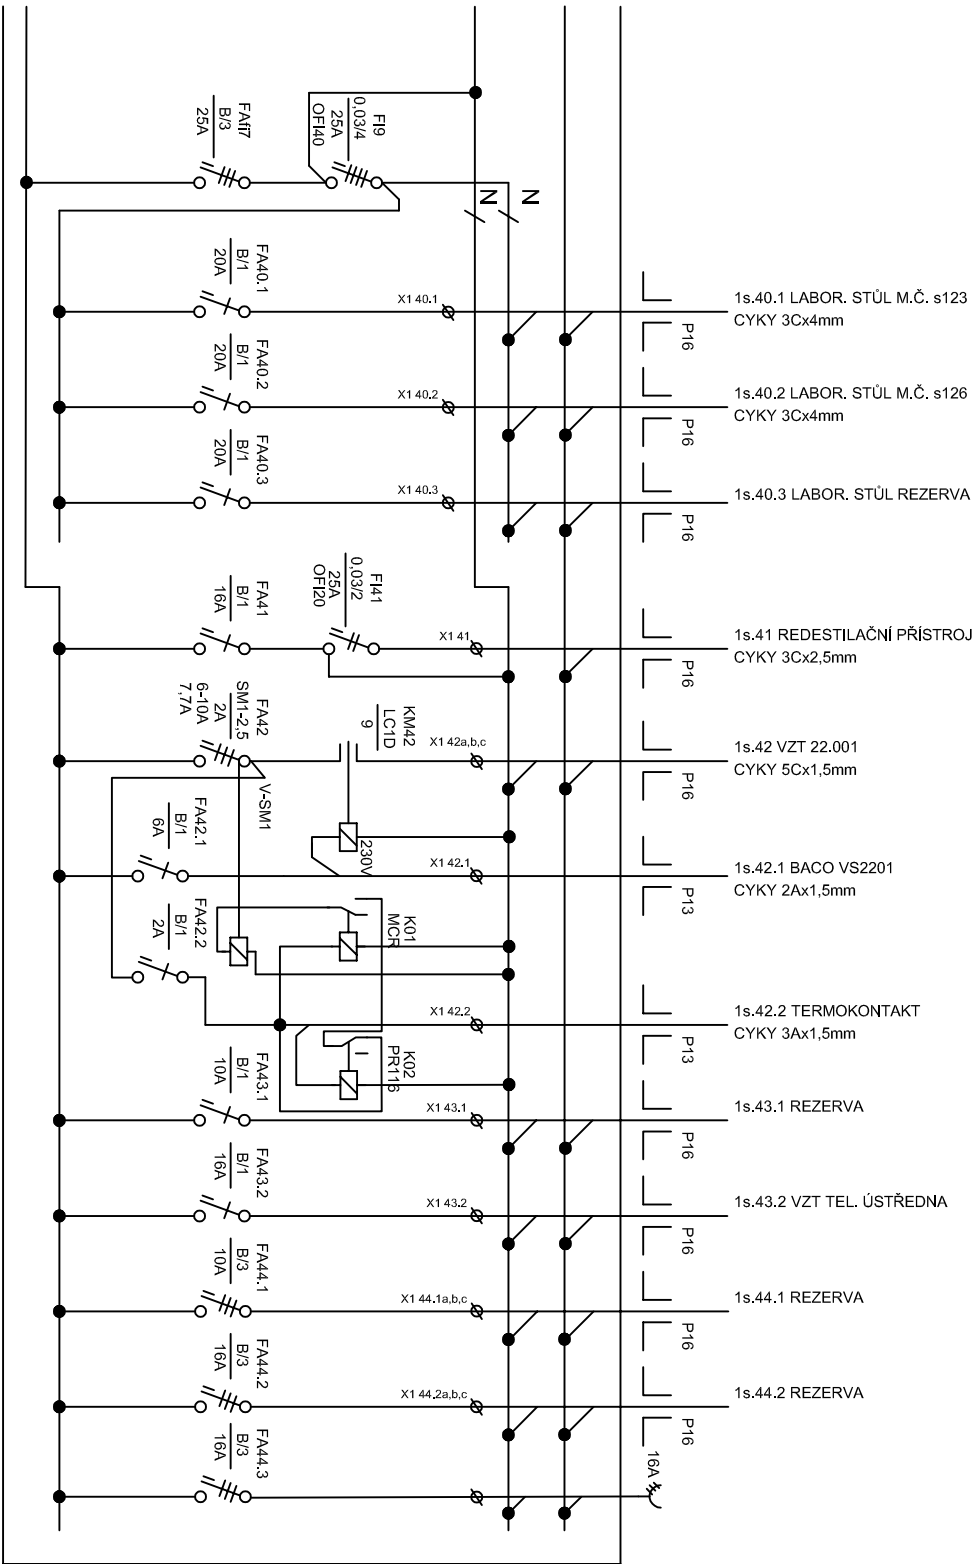 FAfi7
B/3
25A
FI9
0,03/4
25A
OFI40
N
N
FA40.1
B/1
20A
X1 40.1
P16
1s.40.1 LABOR. STŮL M.Č. s123
CYKY 3Cx4mm
FA40.2
B/1
20A
X1 40.2
P16
1s.40.2 LABOR. STŮL M.Č. s126
CYKY 3Cx4mm
FA40.3
B/1
20A
X1 40.3
P16
1s.40.3 LABOR. STŮL REZERVA
FA41
B/1
16A
FI41
0,03/2
25A
OFI20
X1 41
P16
1s.41 REDESTILAČNÍ PŘÍSTROJ
CYKY 3Cx2,5mm
FA42
SM1-2,5
2A
6-10A
7,7A
V-SM1
KM42
LC1D
9
X1 42a,b,c
P16
1s.42 VZT 22.001
CYKY 5Cx1,5mm
230V
FA42.1
B/1
6A
X1 42.1
P13
1s.42.1 BACO VS2201
CYKY 2Ax1,5mm
FA42.2
B/1
2A
K01
MCR
X1 42.2
P13
1s.42.2 TERMOKONTAKT
CYKY 3Ax1,5mm
K02
PR116
FA43.1
B/1
10A
X1 43.1
P16
1s.43.1 REZERVA
FA43.2
B/1
16A
X1 43.2
P16
1s.43.2 VZT TEL. ÚSTŘEDNA
FA44.1
B/3
10A
X1 44.1a,b,c
P16
1s.44.1 REZERVA
FA44.2
B/3
16A
X1 44.2a,b,c
P16
1s.44.2 REZERVA
FA44.3
B/3
16A
16A